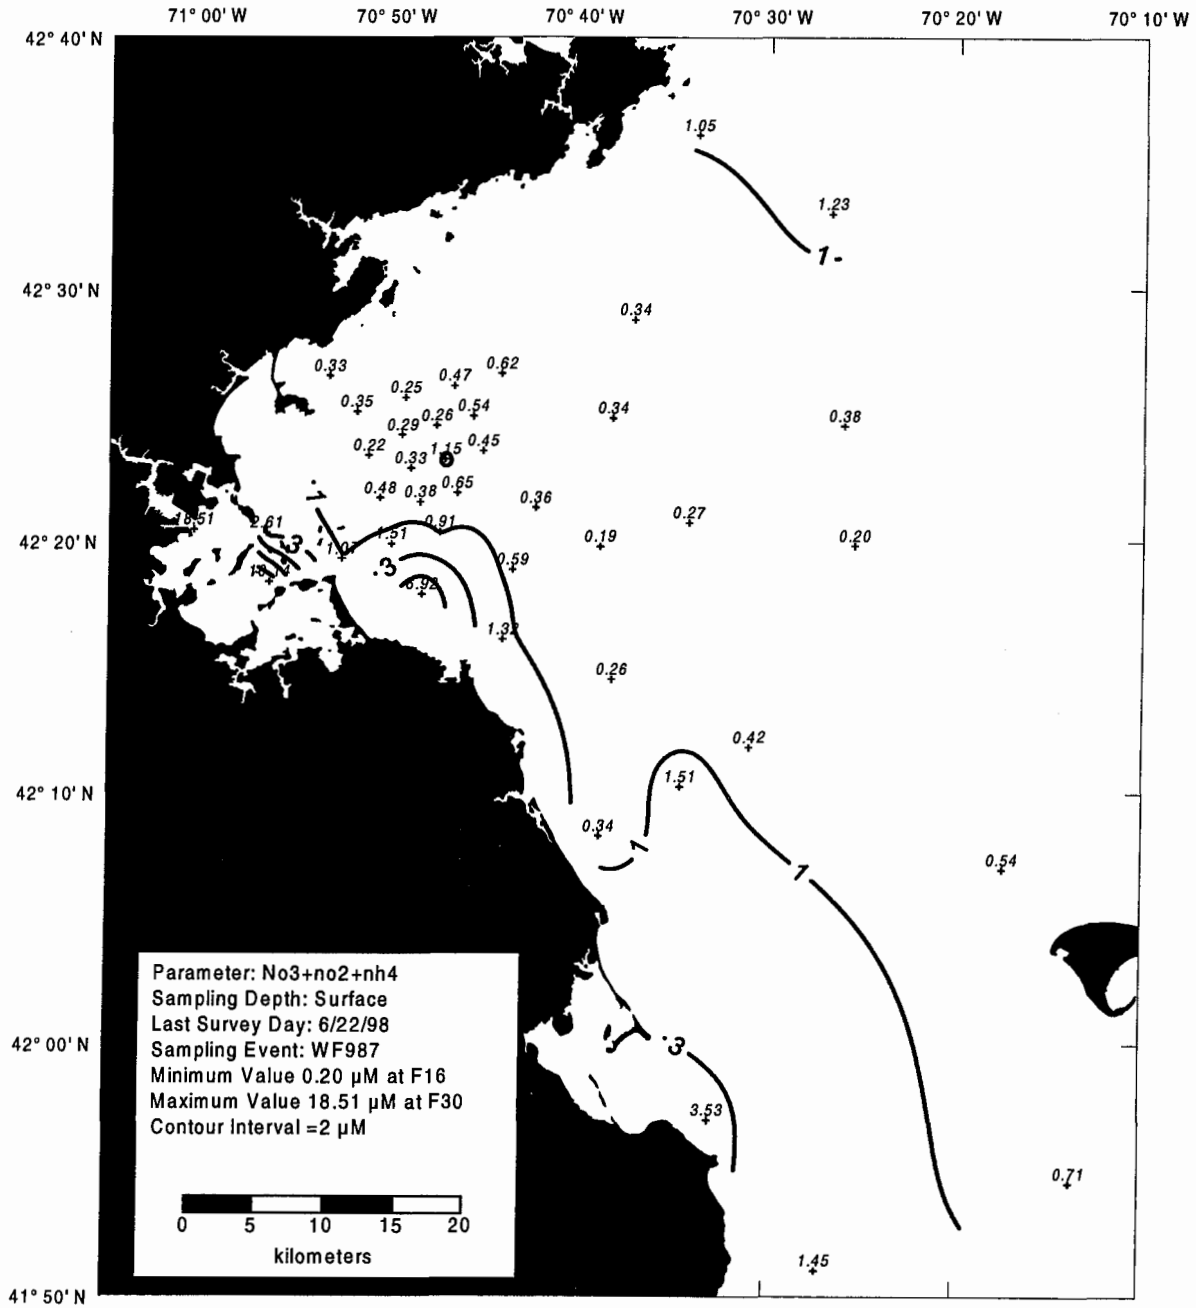 71° 00' W 70° 50' W 70° 40' W 70° 30' W 70° 20' W 70° 10' W
42° 40' N
1.05
1.23
1
42° 30' N
0.34
0.33
0.62
0.47
0.25
0.35
0.54
0.34
0.26
0.38
0.29
0.22
1.15
0.45
0.33
0.48
0.38
0.65
0.36
1
18.51
2.61
0.91
0.27
1.51
42° 20' N
3
1.07
0.19
0.20
0.59
3
1.32
0.26
0.42
1.51
42° 10' N
0.34
1
1
0.54
Parameter: No3+no2+nh4
Sampling Depth: Surface
Last Survey Day: 6/22/98
Sampling Event: WF987
Minimum Value 0.20 µM at F16
Maximum Value 18.51 µM at F30
Contour Interval =2 µM
0 5 10 15 20
kilometers
42° 00' N
3
3.53
0.71
1.45
41° 50' N